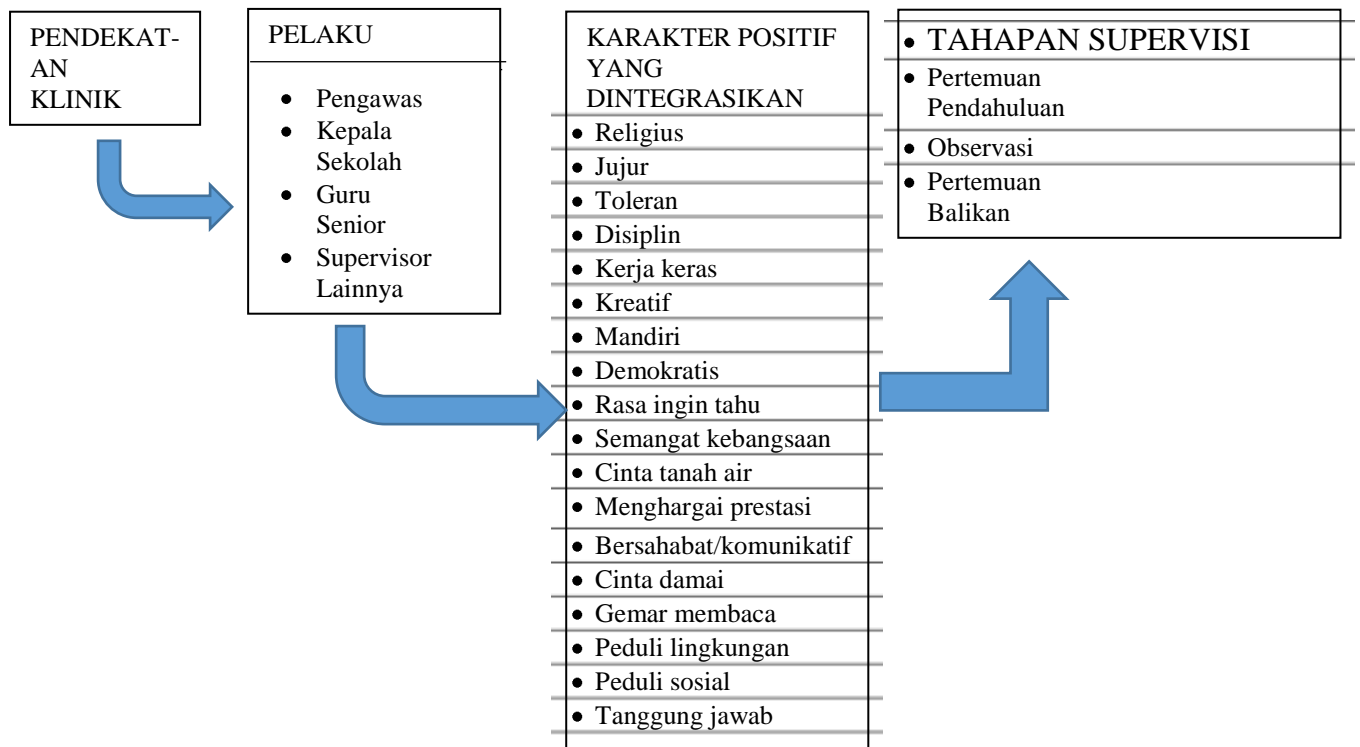 PENDEKAT-
AN
KLINIK
PELAKU
• Pengawas
• Kepala
Sekolah
• Guru
Senior
• Supervisor
Lainnya
KARAKTER POSITIF
YANG
DINTEGRASIKAN
• Religius
• Jujur
• Toleran
• Disiplin
• Kerja keras
• Kreatif
• Mandiri
• Demokratis
• Rasa ingin tahu
• Semangat kebangsaan
• Cinta tanah air
• Menghargai prestasi
• Bersahabat/komunikatif
• Cinta damai
• Gemar membaca
• Peduli lingkungan
• Peduli sosial
• Tanggung jawab
• TAHAPAN SUPERVISI
• Pertemuan
Pendahuluan
• Observasi
• Pertemuan
Balikan